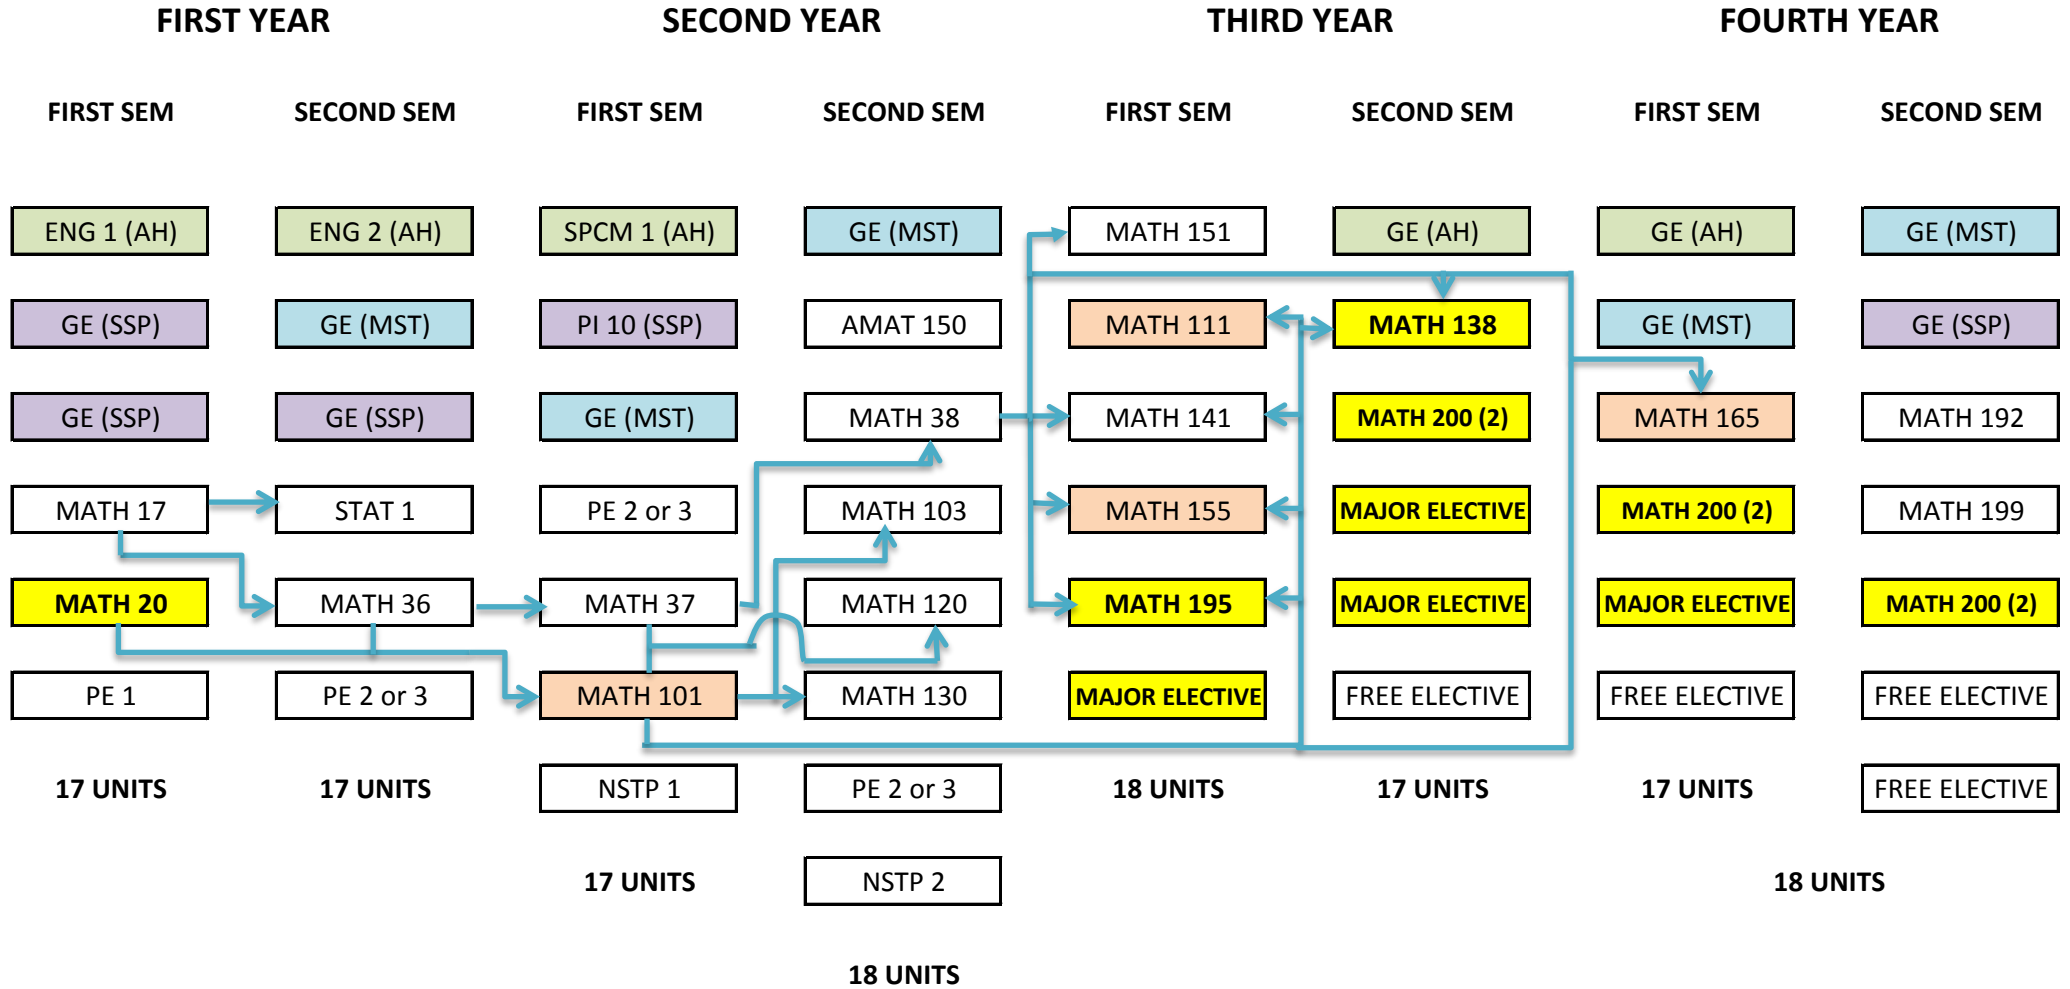 FIRST YEAR
SECOND YEAR
THIRD YEAR
FOURTH YEAR
FIRST SEM
SECOND SEM
FIRST SEM
SECOND SEM
FIRST SEM
SECOND SEM
FIRST SEM
SECOND SEM
ENG 1 (AH)
ENG 2 (AH)
SPCM 1 (AH)
GE (MST)
MATH 151
GE (AH)
GE (AH)
GE (MST)
GE (SSP)
GE (MST)
PI 10 (SSP)
AMAT 150
MATH 111
MATH 138
GE (MST)
GE (SSP)
GE (SSP)
GE (SSP)
GE (MST)
MATH 38
MATH 141
MATH 200 (2)
MATH 165
MATH 192
MATH 17
STAT 1
PE 2 or 3
MATH 103
MATH 155
MAJOR ELECTIVE
MATH 200 (2)
MATH 199
MATH 20
MATH 36
MATH 37
MATH 120
MATH 195
MAJOR ELECTIVE
MAJOR ELECTIVE
MATH 200 (2)
PE 1
PE 2 or 3
MATH 101
MATH 130
MAJOR ELECTIVE
FREE ELECTIVE
FREE ELECTIVE
FREE ELECTIVE
17 UNITS
17 UNITS
NSTP 1
PE 2 or 3
18 UNITS
17 UNITS
17 UNITS
FREE ELECTIVE
17 UNITS
NSTP 2
18 UNITS
18 UNITS